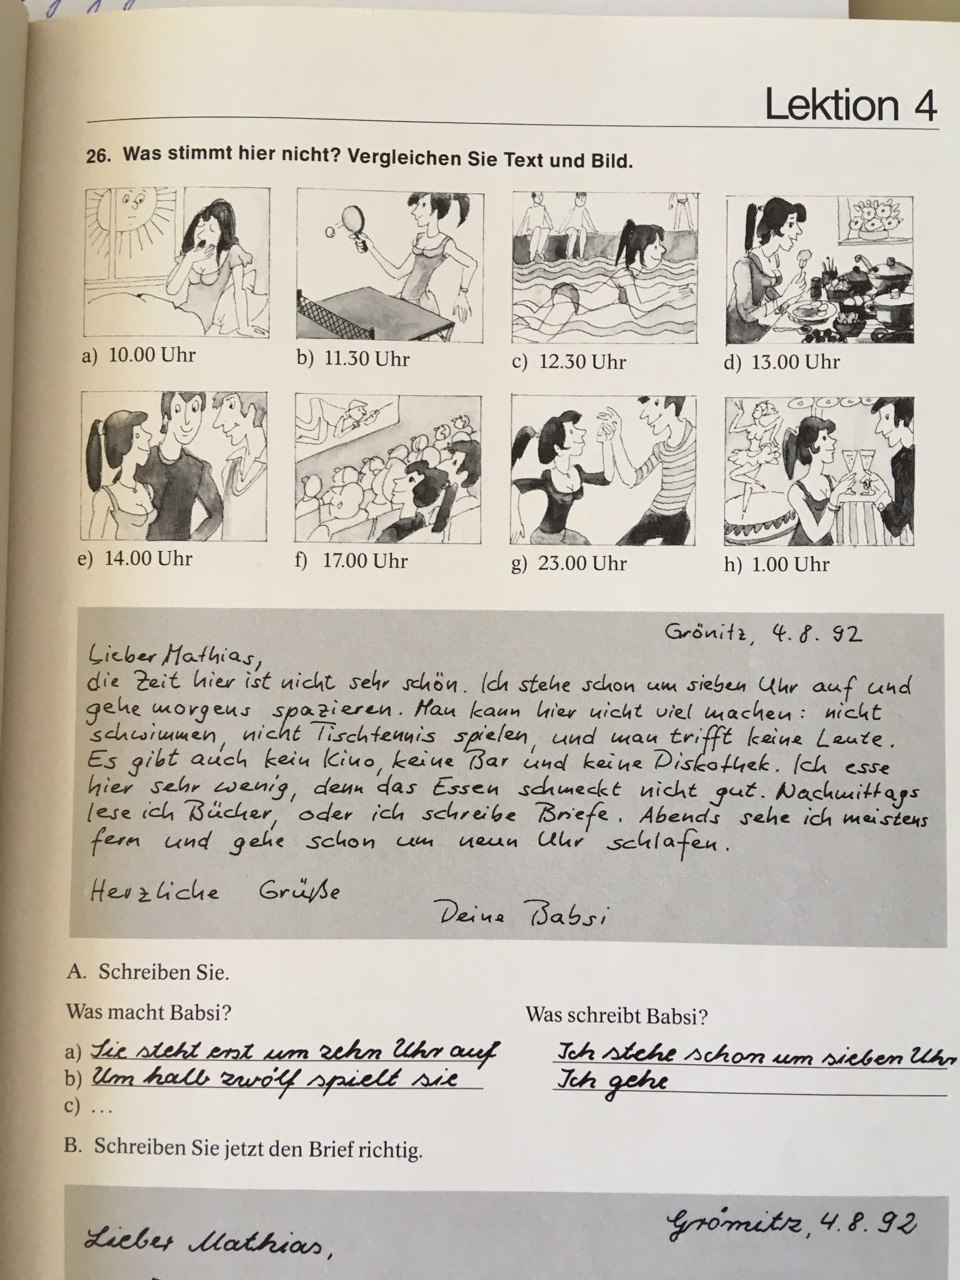 Lektion 4
26. Was stimmt hier nicht? Vergleichen Sie Text und Bild.
a) 10.00 Uhr
b) 11.30 Uhr
c) 12.30 Uhr
d) 13.00 Uhr
e) 14.00 Uhr
f) 17.00 Uhr
g) 23.00 Uhr
h) 1.00 Uhr
Grönitz, 4. 8. 92
Lieber Mathias,
die Zeit hier ist nicht sehr schön. Ich stehe schon um sieben Uhr auf und
gehe morgens spazieren. Man kann hier nicht viel machen: nicht
schwimmen, nicht Tischtennis spielen, und man trifft keine Leute.
Es gibt auch kein Kino, keine Bar und keine Diskothek. Ich esse
hier sehr wenig, denn das Essen schmeckt nicht gut. Nachmittags
lese ich Bücher, oder ich schreibe Briefe. Abends sehe ich meistens
fern und gehe schon um neun Uhr schlafen.
Herzliche Grüße
Deine Babsi
A. Schreiben Sie.
Was macht Babsi?
Was schreibt Babsi?
a) Sie steht erst um zehn Uhr auf
Ich stehe schon um sieben Uhr
b) Um halb zwölf spielt sie
Ich gehe
c) ...
B. Schreiben Sie jetzt den Brief richtig.
Grömitz, 4. 8. 92
Lieber Mathias,